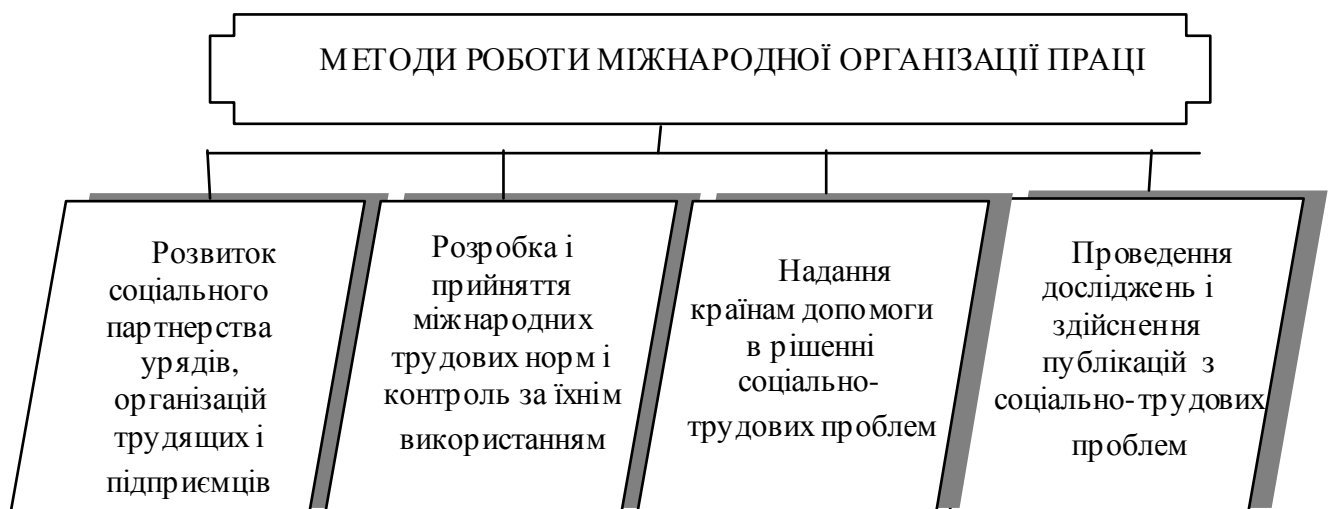 МЕТОДИ РОБОТИ МІЖНАРОДНОЇ ОРГАНІЗАЦІЇ ПРАЦІ
Розвиток
соціального
партнерства
урядів,
організацій
трудящих і
підприємців
Розробка і
прийняття
міжнародних
трудових норм і
контроль за їхнім
використанням
Надання
країнам допомоги
в рішенні
соціально-
трудових проблем
Проведення
досліджень і
здійснення
публікацій з
соціально-трудових
проблем